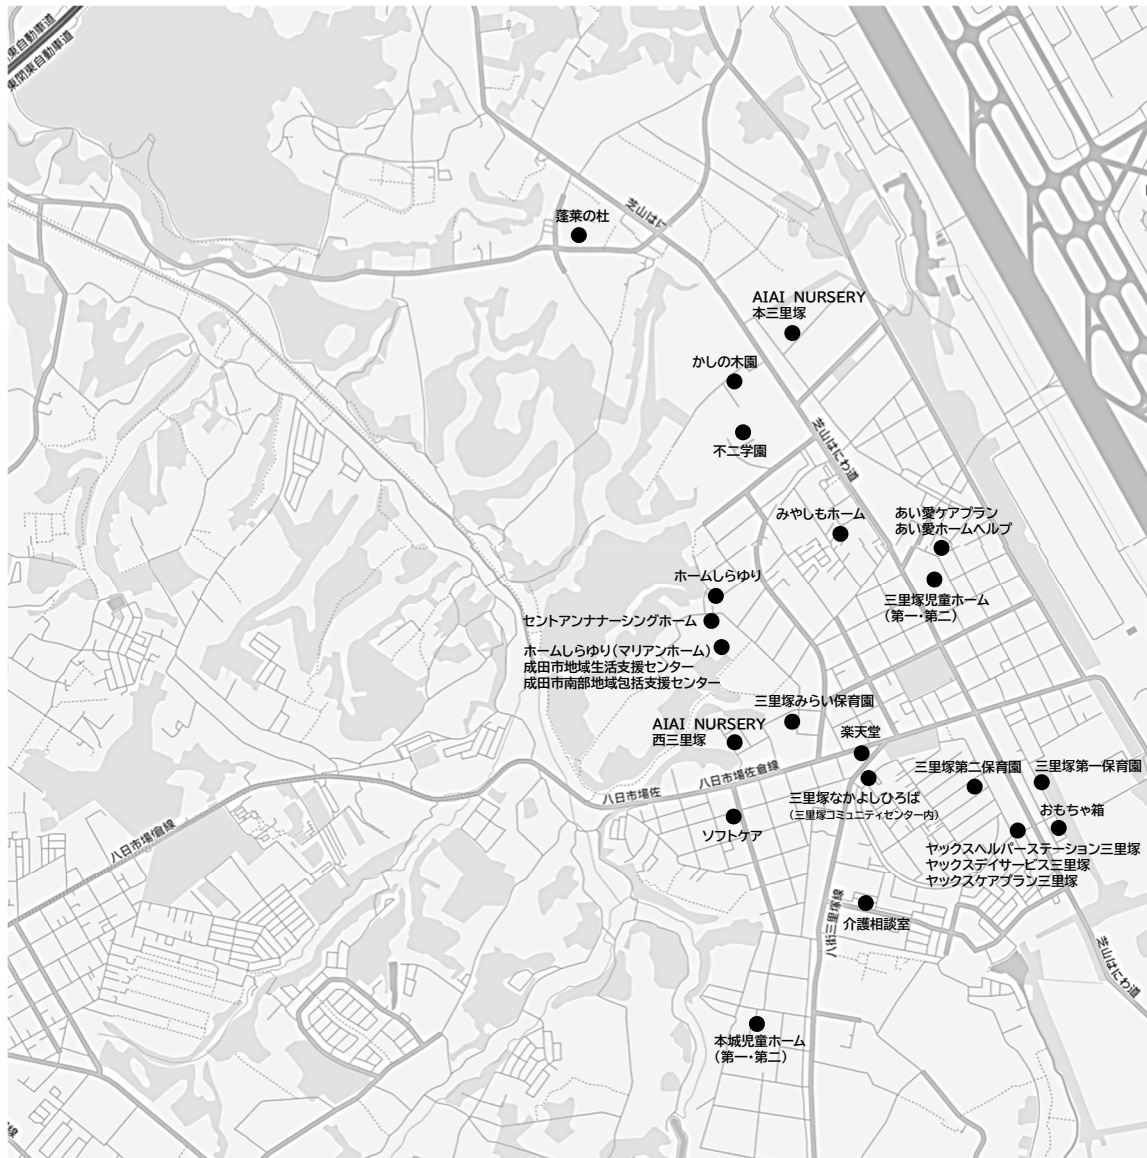 東自動車道
東関東自動車道
蓬莱の杜
芝山はに
AIAI NURSERY
本三里塚
かしの木園
不二学園
芝山はにわ道
みやしもホーム
あい愛ケアプラン
あい愛ホームヘルプ
ホームしらゆり
三里塚児童ホーム
（第一・第二）
セントアンナナーシングホーム
ホームしらゆり（マリアンホーム）
成田市地域生活支援センター
成田市南部地域包括支援センター
三里塚みらい保育園
AIAI NURSERY
西三里塚
楽天堂
八日市場佐倉線
八日市場佐
三里塚第二保育園
三里塚第一保育園
三里塚なかよしひろば
（三里塚コミュニティセンター内）
おもちゃ箱
ソフトケア
八日市場倉線
ヤックスヘルパーステーション三里塚
ヤックスデイサービス三里塚
ヤックスケアプラン三里塚
八街三里塚線
介護相談室
芝山はにわ道
本城児童ホーム
（第一・第二）
線